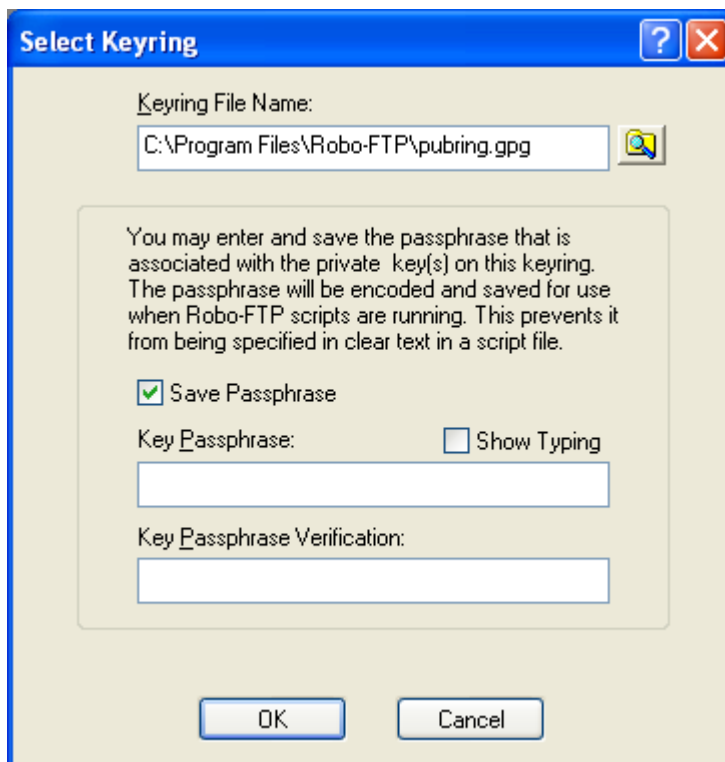 Select Keyring
Keyring File Name:
C:\Program Files\Robo-FTP\pubring.gpg
You may enter and save the passphrase that is
associated with the private  key(s) on this keyring.
The passphrase will be encoded and saved for use
when Robo-FTP scripts are running. This prevents it
from being specified in clear text in a script file.
Save Passphrase
Key Passphrase:
Show Typing
Key Passphrase Verification:
OK
Cancel